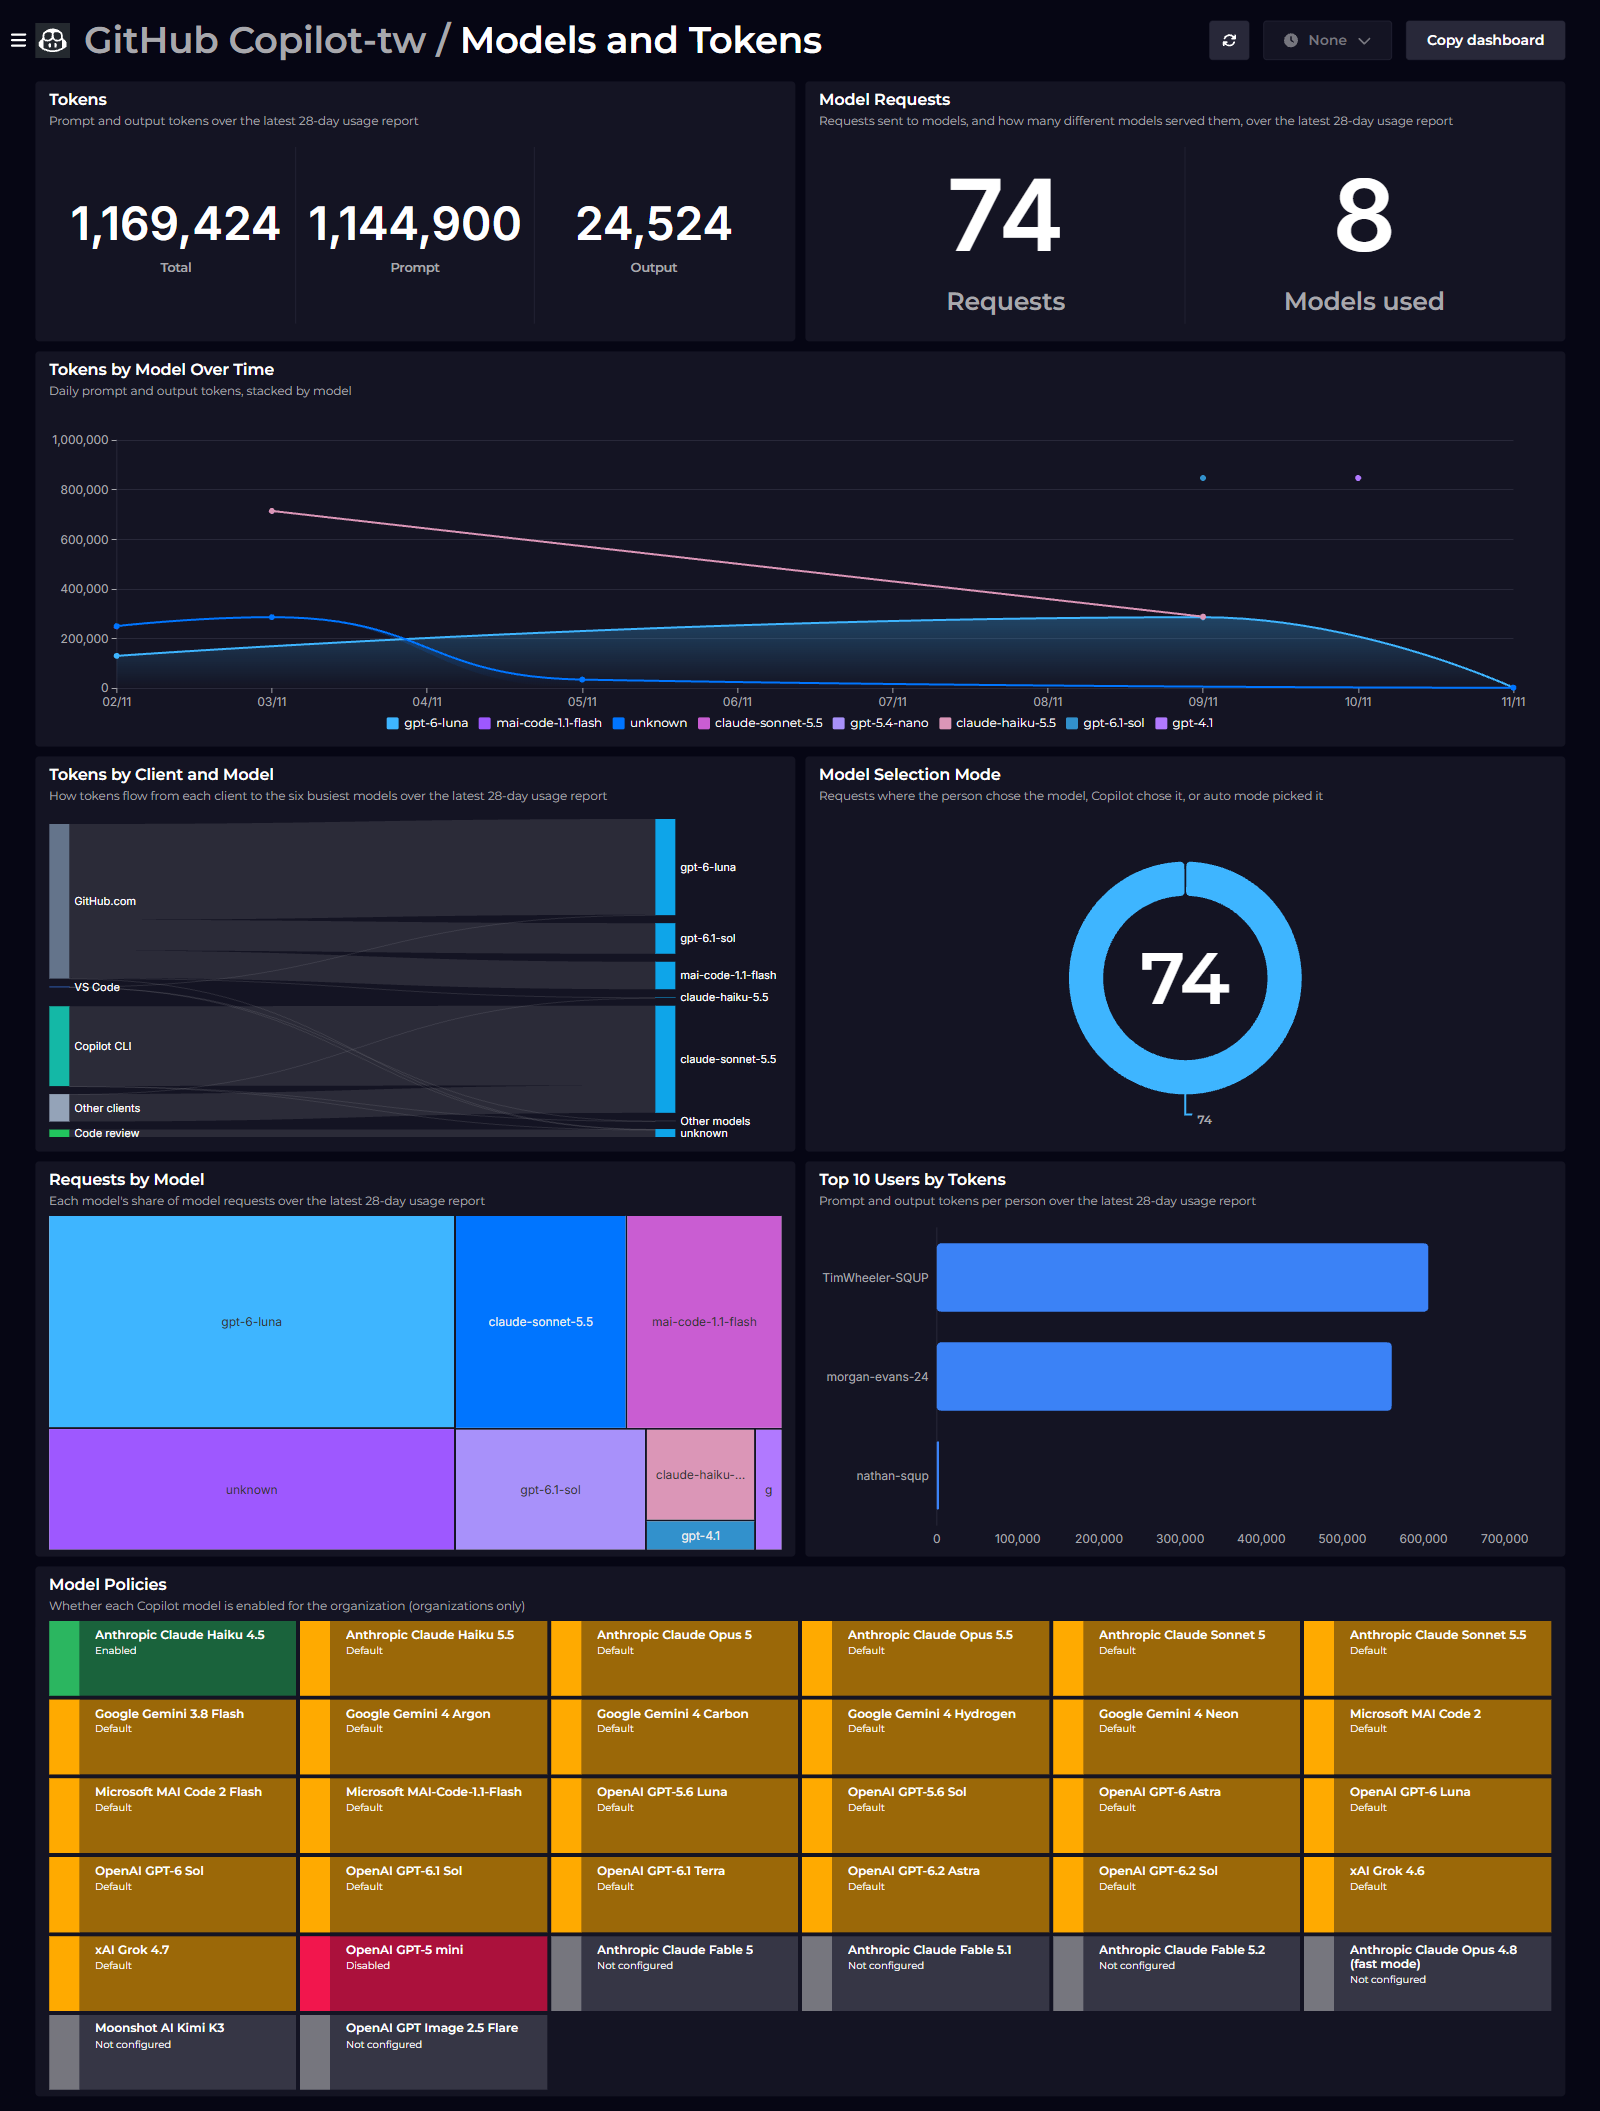 GitHub Copilot-tw / Models and Tokens
None
Copy dashboard
Tokens
Prompt and output tokens over the latest 28-day usage report
1,169,424
Total
1,144,900
Prompt
24,524
Output
Model Requests
Requests sent to models, and how many different models served them, over the latest 28-day usage report
74
Requests
8
Models used
Tokens by Model Over Time
Daily prompt and output tokens, stacked by model
1,000,000
800,000
600,000
400,000
200,000
0
02/11 03/11 04/11 05/11 06/11 07/11 08/11 09/11 10/11 11/11
gpt-6-luna mai-code-1.1-flash unknown claude-sonnet-5.5 gpt-5.4-nano claude-haiku-5.5 gpt-6.1-sol gpt-4.1
Tokens by Client and Model
How tokens flow from each client to the six busiest models over the latest 28-day usage report
GitHub.com
VS Code
Copilot CLI
Other clients
Code review
gpt-6-luna
gpt-6.1-sol
mai-code-1.1-flash
claude-haiku-5.5
claude-sonnet-5.5
Other models
unknown
Model Selection Mode
Requests where the person chose the model, Copilot chose it, or auto mode picked it
74
74
Requests by Model
Each model's share of model requests over the latest 28-day usage report
gpt-6-luna
claude-sonnet-5.5
mai-code-1.1-flash
unknown
gpt-6.1-sol
claude-haiku-...
gpt-4.1
g
Top 10 Users by Tokens
Prompt and output tokens per person over the latest 28-day usage report
TimWheeler-SQUP
morgan-evans-24
nathan-squp
0 100,000 200,000 300,000 400,000 500,000 600,000 700,000
Model Policies
Whether each Copilot model is enabled for the organization (organizations only)
Anthropic Claude Haiku 4.5
Enabled
Anthropic Claude Haiku 5.5
Default
Anthropic Claude Opus 5
Default
Anthropic Claude Opus 5.5
Default
Anthropic Claude Sonnet 5
Default
Anthropic Claude Sonnet 5.5
Default
Google Gemini 3.8 Flash
Default
Google Gemini 4 Argon
Default
Google Gemini 4 Carbon
Default
Google Gemini 4 Hydrogen
Default
Google Gemini 4 Neon
Default
Microsoft MAI Code 2
Default
Microsoft MAI Code 2 Flash
Default
Microsoft MAI-Code-1.1-Flash
Default
OpenAI GPT-5.6 Luna
Default
OpenAI GPT-5.6 Sol
Default
OpenAI GPT-6 Astra
Default
OpenAI GPT-6 Luna
Default
OpenAI GPT-6 Sol
Default
OpenAI GPT-6.1 Sol
Default
OpenAI GPT-6.1 Terra
Default
OpenAI GPT-6.2 Astra
Default
OpenAI GPT-6.2 Sol
Default
xAI Grok 4.6
Default
xAI Grok 4.7
Default
OpenAI GPT-5 mini
Disabled
Anthropic Claude Fable 5
Not configured
Anthropic Claude Fable 5.1
Not configured
Anthropic Claude Fable 5.2
Not configured
Anthropic Claude Opus 4.8
(fast mode)
Not configured
Moonshot AI Kimi K3
Not configured
OpenAI GPT Image 2.5 Flare
Not configured